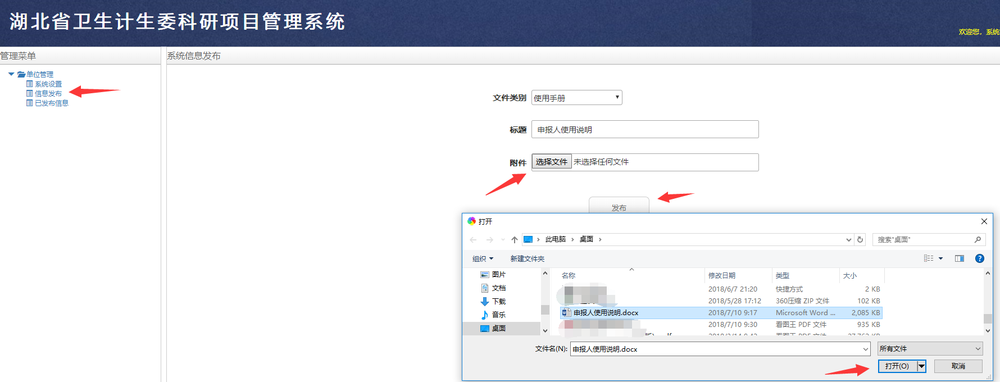 湖北省卫生计生委科研项目管理系统
欢迎您，系统
管理菜单
系统信息发布
单位管理
系统设置
信息发布
已发布信息
文件类别 使用手册
标题 申报人使用说明
附件 选择文件 未选择任何文件
发布
打开
此电脑 › 桌面 ›
搜索"桌面"
组织 新建文件夹
图片
文档
下载
音乐
桌面
名称 修改日期 类型 大小
2018/6/7 21:20 快捷方式 2 KB
2018/5/28 17:12 360压缩 ZIP 文件 102 KB
申报人使用说明.docx 2018/7/10 9:17 Microsoft Word ... 2,085 KB
2018/7/10 9:30 看图王 PDF 文件 935 KB
看图王 PDF 文件
文件名(N): 申报人使用说明.docx 所有文件
打开(O) 取消